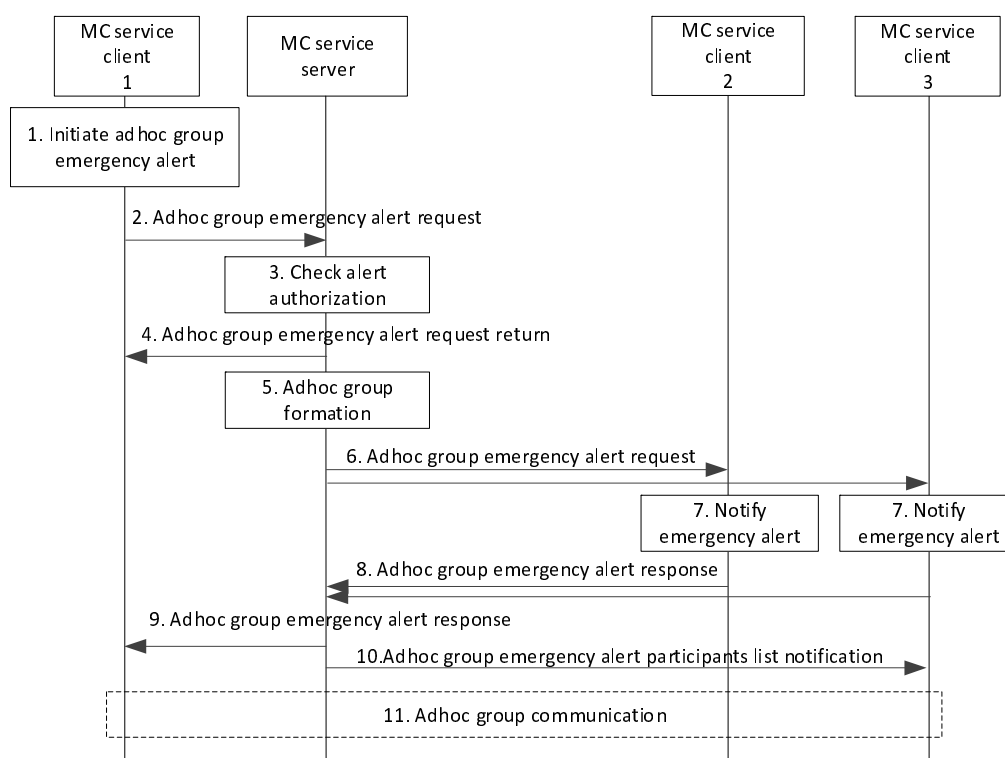 MC service
client
1
MC service
server
MC service
client
2
MC service
client
3
1. Initiate adhoc group
emergency alert
2. Adhoc group emergency alert request
3. Check alert
authorization
4. Adhoc group emergency alert request return
5. Adhoc group
formation
6. Adhoc group emergency alert request
7. Notify
emergency alert
7. Notify
emergency alert
8. Adhoc group emergency alert response
9. Adhoc group emergency alert response
10.Adhoc group emergency alert participants list notification
11. Adhoc group communication